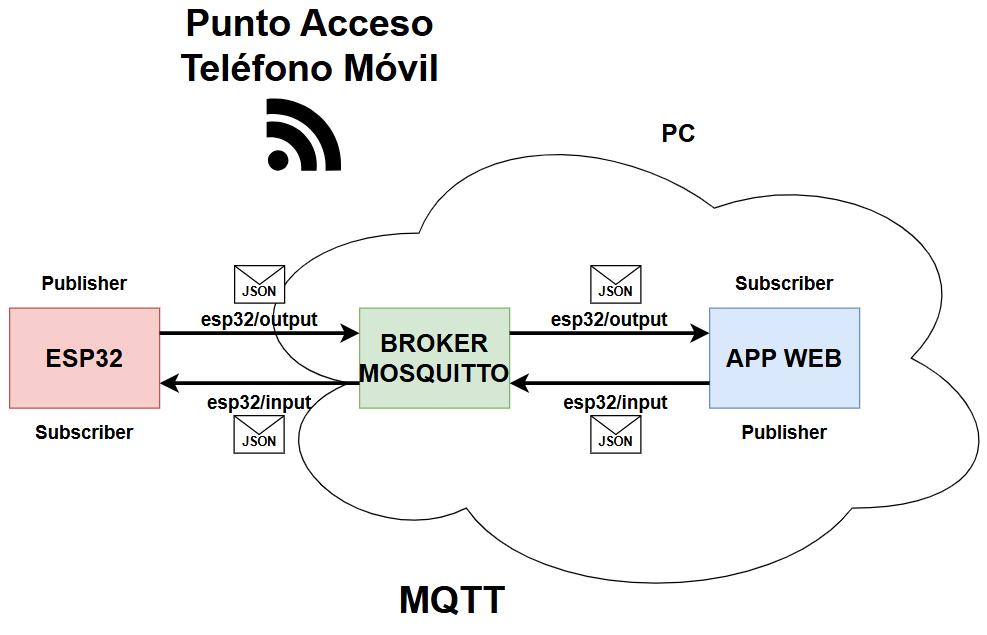 Punto Acceso
Teléfono Móvil
PC
Publisher
JSON
JSON
Subscriber
esp32/output
esp32/output
ESP32
BROKER
MOSQUITTO
APP WEB
esp32/input
esp32/input
Subscriber
JSON
JSON
Publisher
MQTT